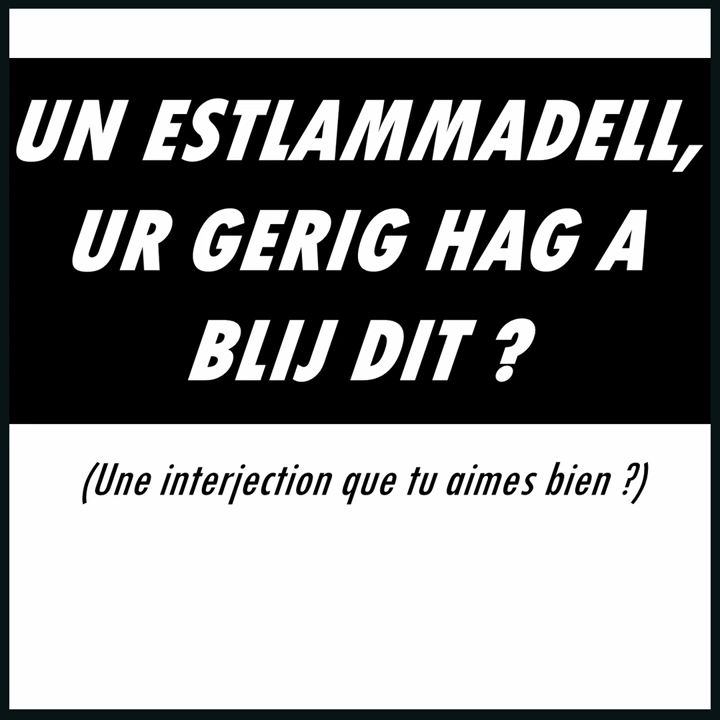 UN ESTLAMMADELL,
UR GERIG HAG A
BLIJ DIT ?
(Une interjection que tu aimes bien ?)